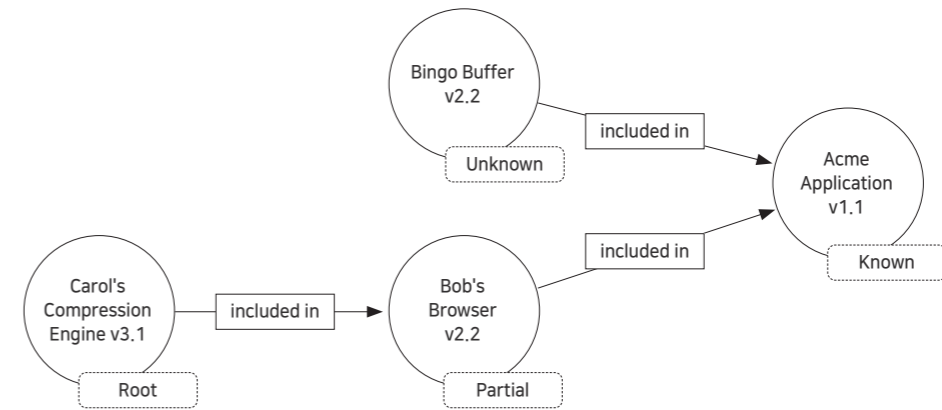 Bingo Buffer
v2.2
Unknown
included in
Acme
Application
v1.1
Known
included in
Carol's
Compression
Engine v3.1
Root
included in
Bob's
Browser
v2.2
Partial